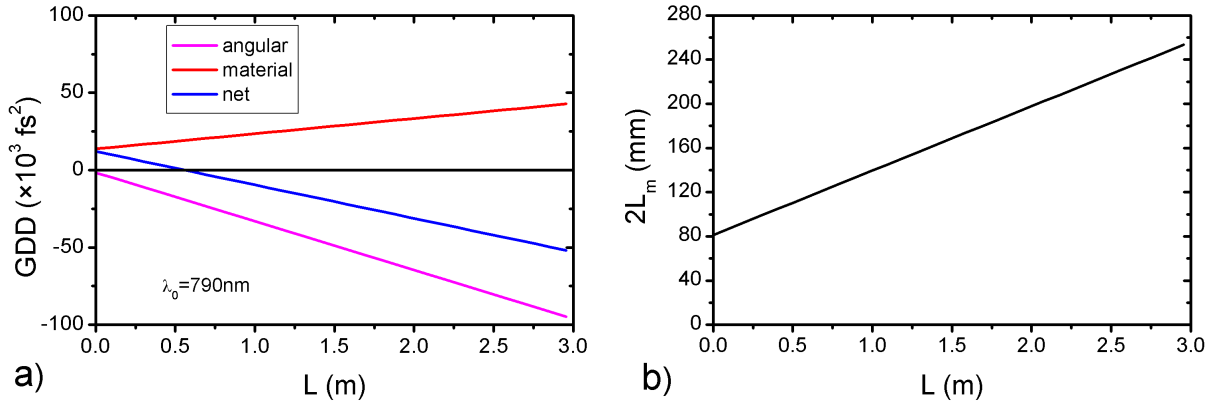 100
50
0
-50
-100
GDD (×10³ fs²)
angular
material
net
λ₀=790nm
0.0 0.5 1.0 1.5 2.0 2.5 3.0
L (m)
a)
280
240
200
160
120
80
40
0
2Lₘ (mm)
0.0 0.5 1.0 1.5 2.0 2.5 3.0
L (m)
b)